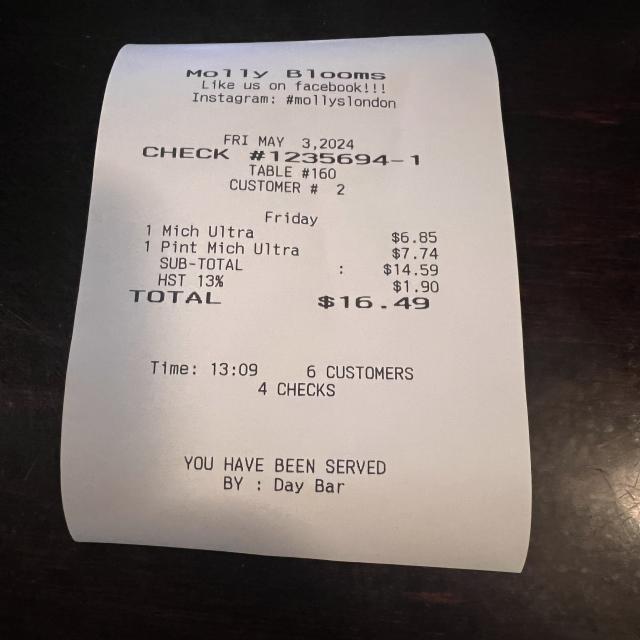 Molly Blooms
Like us on facebook!!!
Instagram: #mollyslondon
FRI MAY 3,2024
CHECK #1235694-1
TABLE #160
CUSTOMER # 2
Friday
1 Mich Ultra $6.85
1 Pint Mich Ultra $7.74
SUB-TOTAL : $14.59
HST 13% $1.90
TOTAL $16.49
Time: 13:09 6 CUSTOMERS
4 CHECKS
YOU HAVE BEEN SERVED
BY : Day Bar